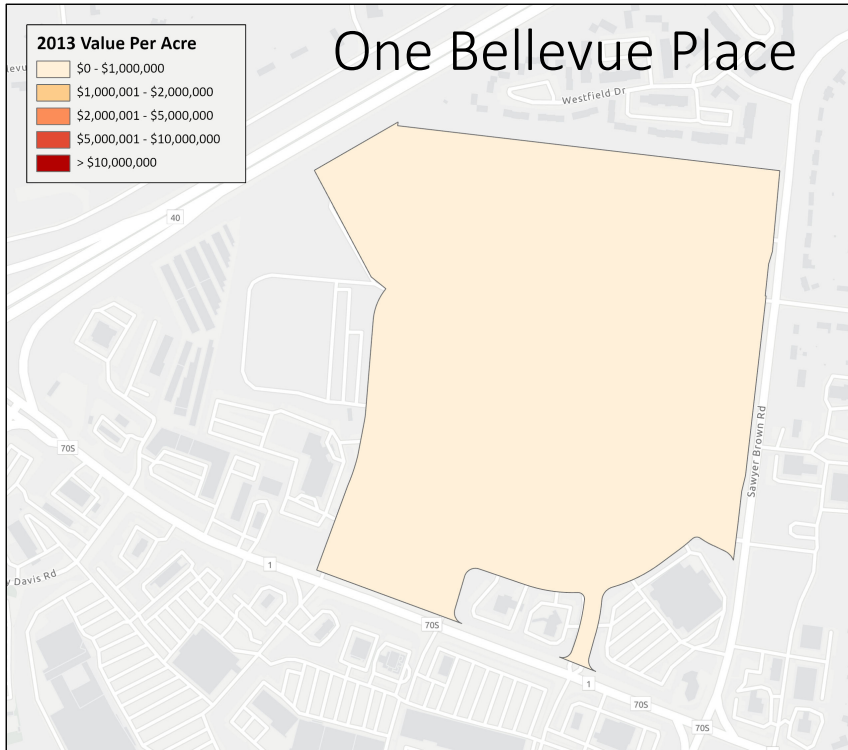 One Bellevue Place
2013 Value Per Acre
$0 - $1,000,000
$1,000,001 - $2,000,000
$2,000,001 - $5,000,000
$5,000,001 - $10,000,000
> $10,000,000
Westfield Dr
40
Sawyer Brown Rd
70S
1
y Davis Rd
70S
1
70S
70S